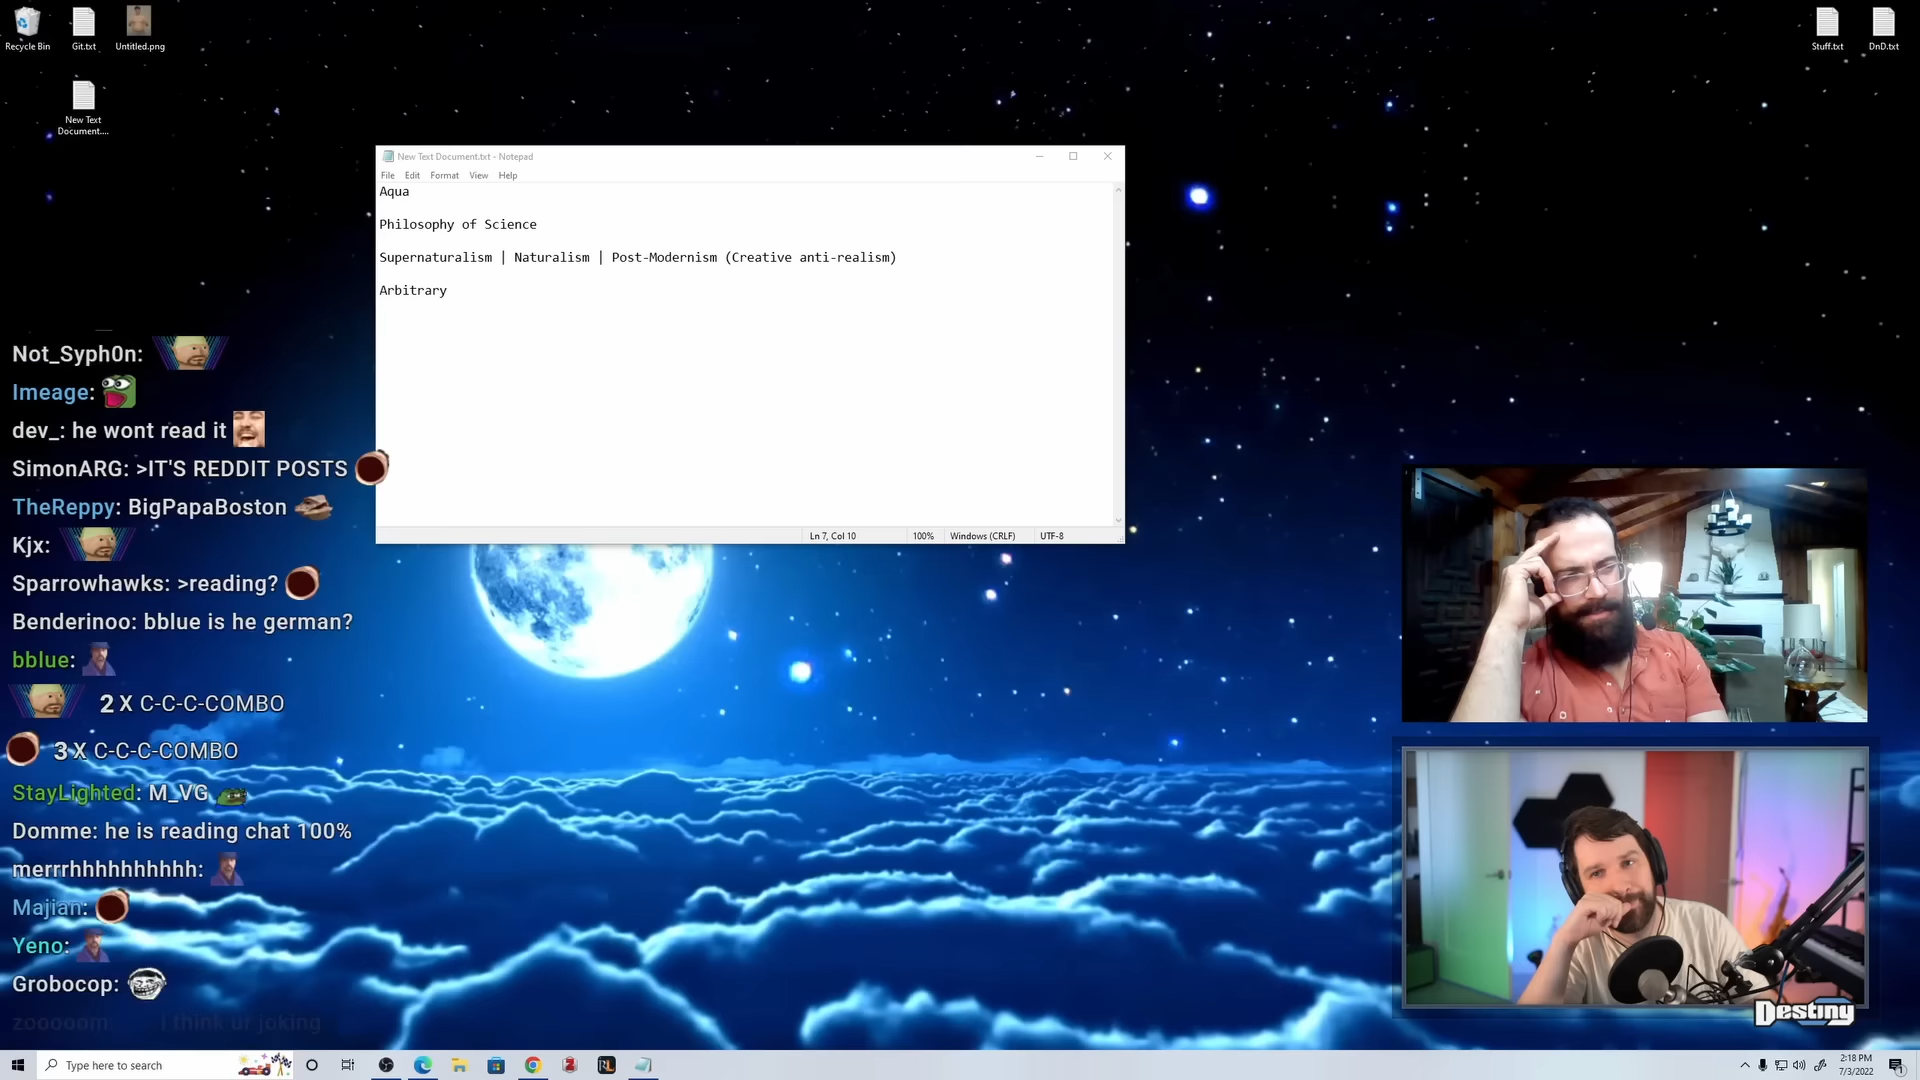 Recycle Bin
Git.txt
Untitled.png
New Text
Document....
Stuff.txt
DnD.txt
New Text Document.txt - Notepad
File Edit Format View Help
Aqua
Philosophy of Science
Supernaturalism | Naturalism | Post-Modernism (Creative anti-realism)
Arbitrary
Ln 7, Col 10 100% Windows (CRLF) UTF-8
Not_Syph0n:
Imeage:
dev_: he wont read it
SimonARG: >IT'S REDDIT POSTS
TheReppy: BigPapaBoston
Kjx:
Sparrowhawks: >reading?
Benderinoo: bblue is he german?
bblue:
2 X C-C-C-COMBO
3 X C-C-C-COMBO
StayLighted: M_VG
Domme: he is reading chat 100%
merrrhhhhhhhhhh:
Majian:
Yeno:
Grobocop:
i think ur joking
Destiny
Type here to search
2:18 PM
7/3/2022